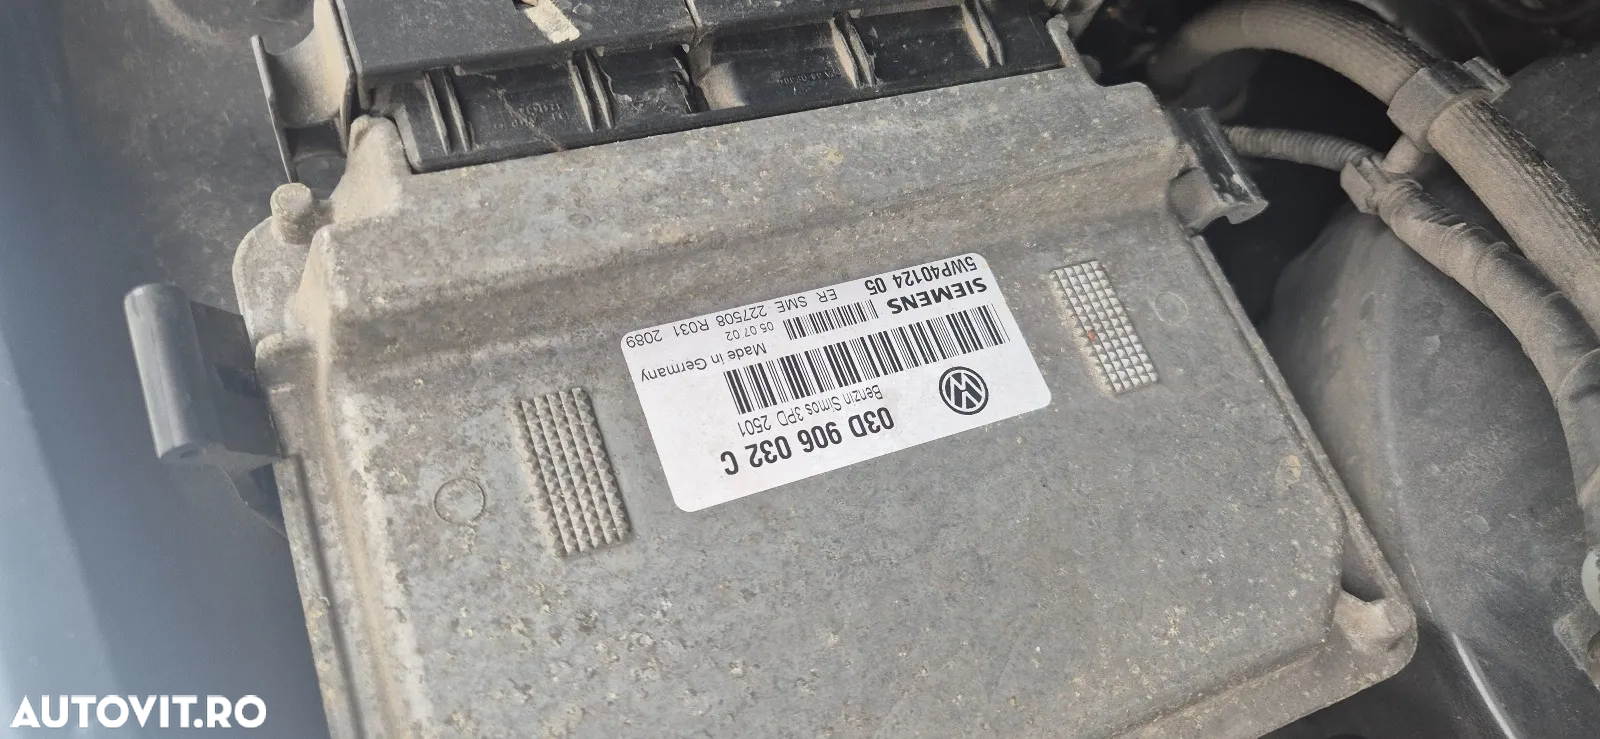 03D 906 032 C
Benzin Simos 3PD 2501
SIEMENS
Made in Germany
05.07.02
5WP40124 05
ER SME 227508 R031 2089
AUTOVIT.RO